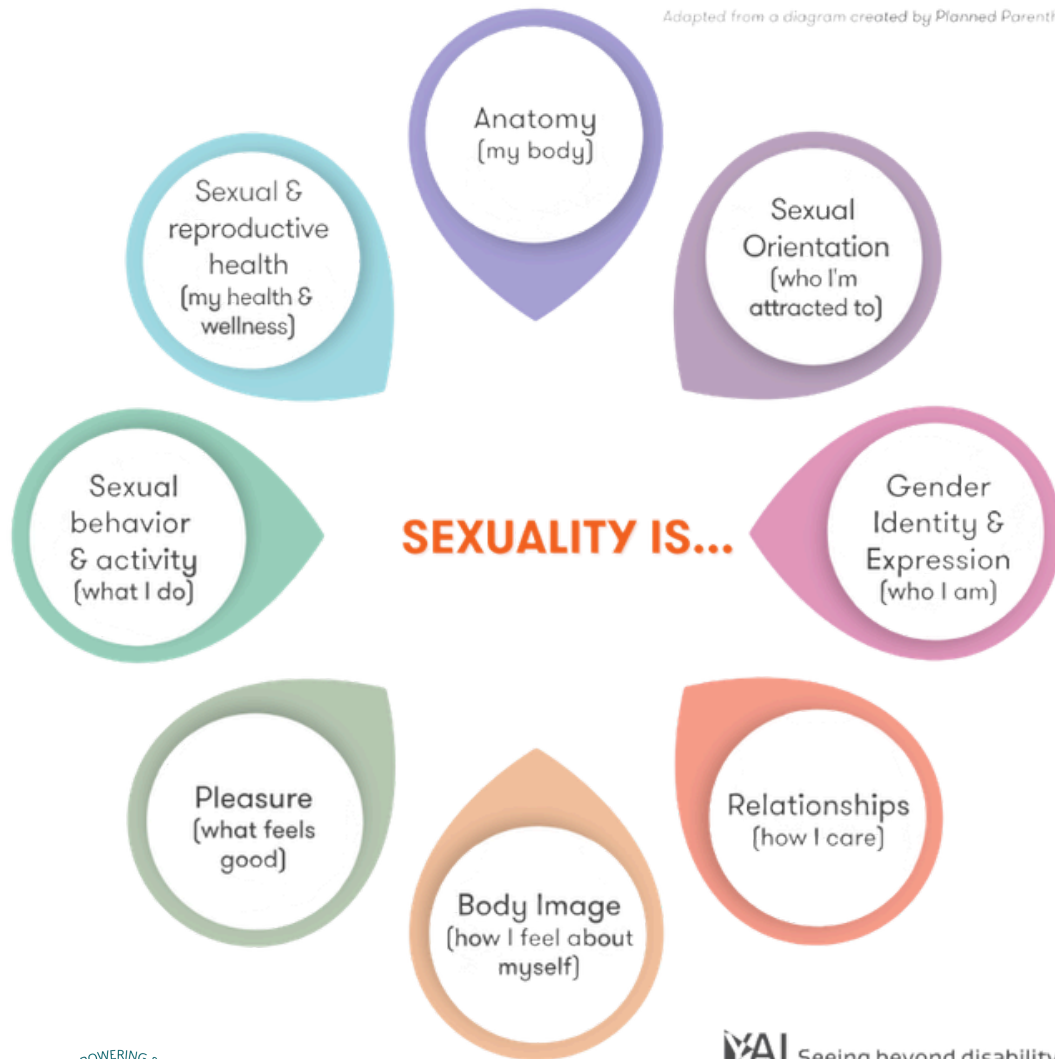 Adapted from a diagram created by Planned Parenth
Anatomy
(my body)
Sexual
Orientation
(who I'm
attracted to)
Gender
Identity &
Expression
(who I am)
Relationships
(how I care)
Body Image
(how I feel about
myself)
Pleasure
(what feels
good)
Sexual
behavior
& activity
(what I do)
Sexual &
reproductive
health
(my health &
wellness)
SEXUALITY IS...
YAI Seeing beyond disability